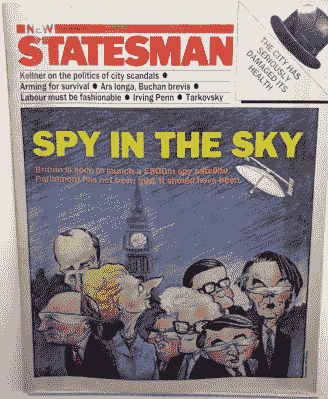 NEW
STATESMAN
Kellner on the politics of city scandals ●
Arming for survival ● Ars longa, Buchan brevis ●
Labour must be fashionable ● Irving Penn ● Tarkovsky
THE CITY HAS
SERIOUSLY
DAMAGED ITS
HEALTH
SPY IN THE SKY
Britain is soon to launch a £500m spy satellite
Parliament has not been told. It should have been